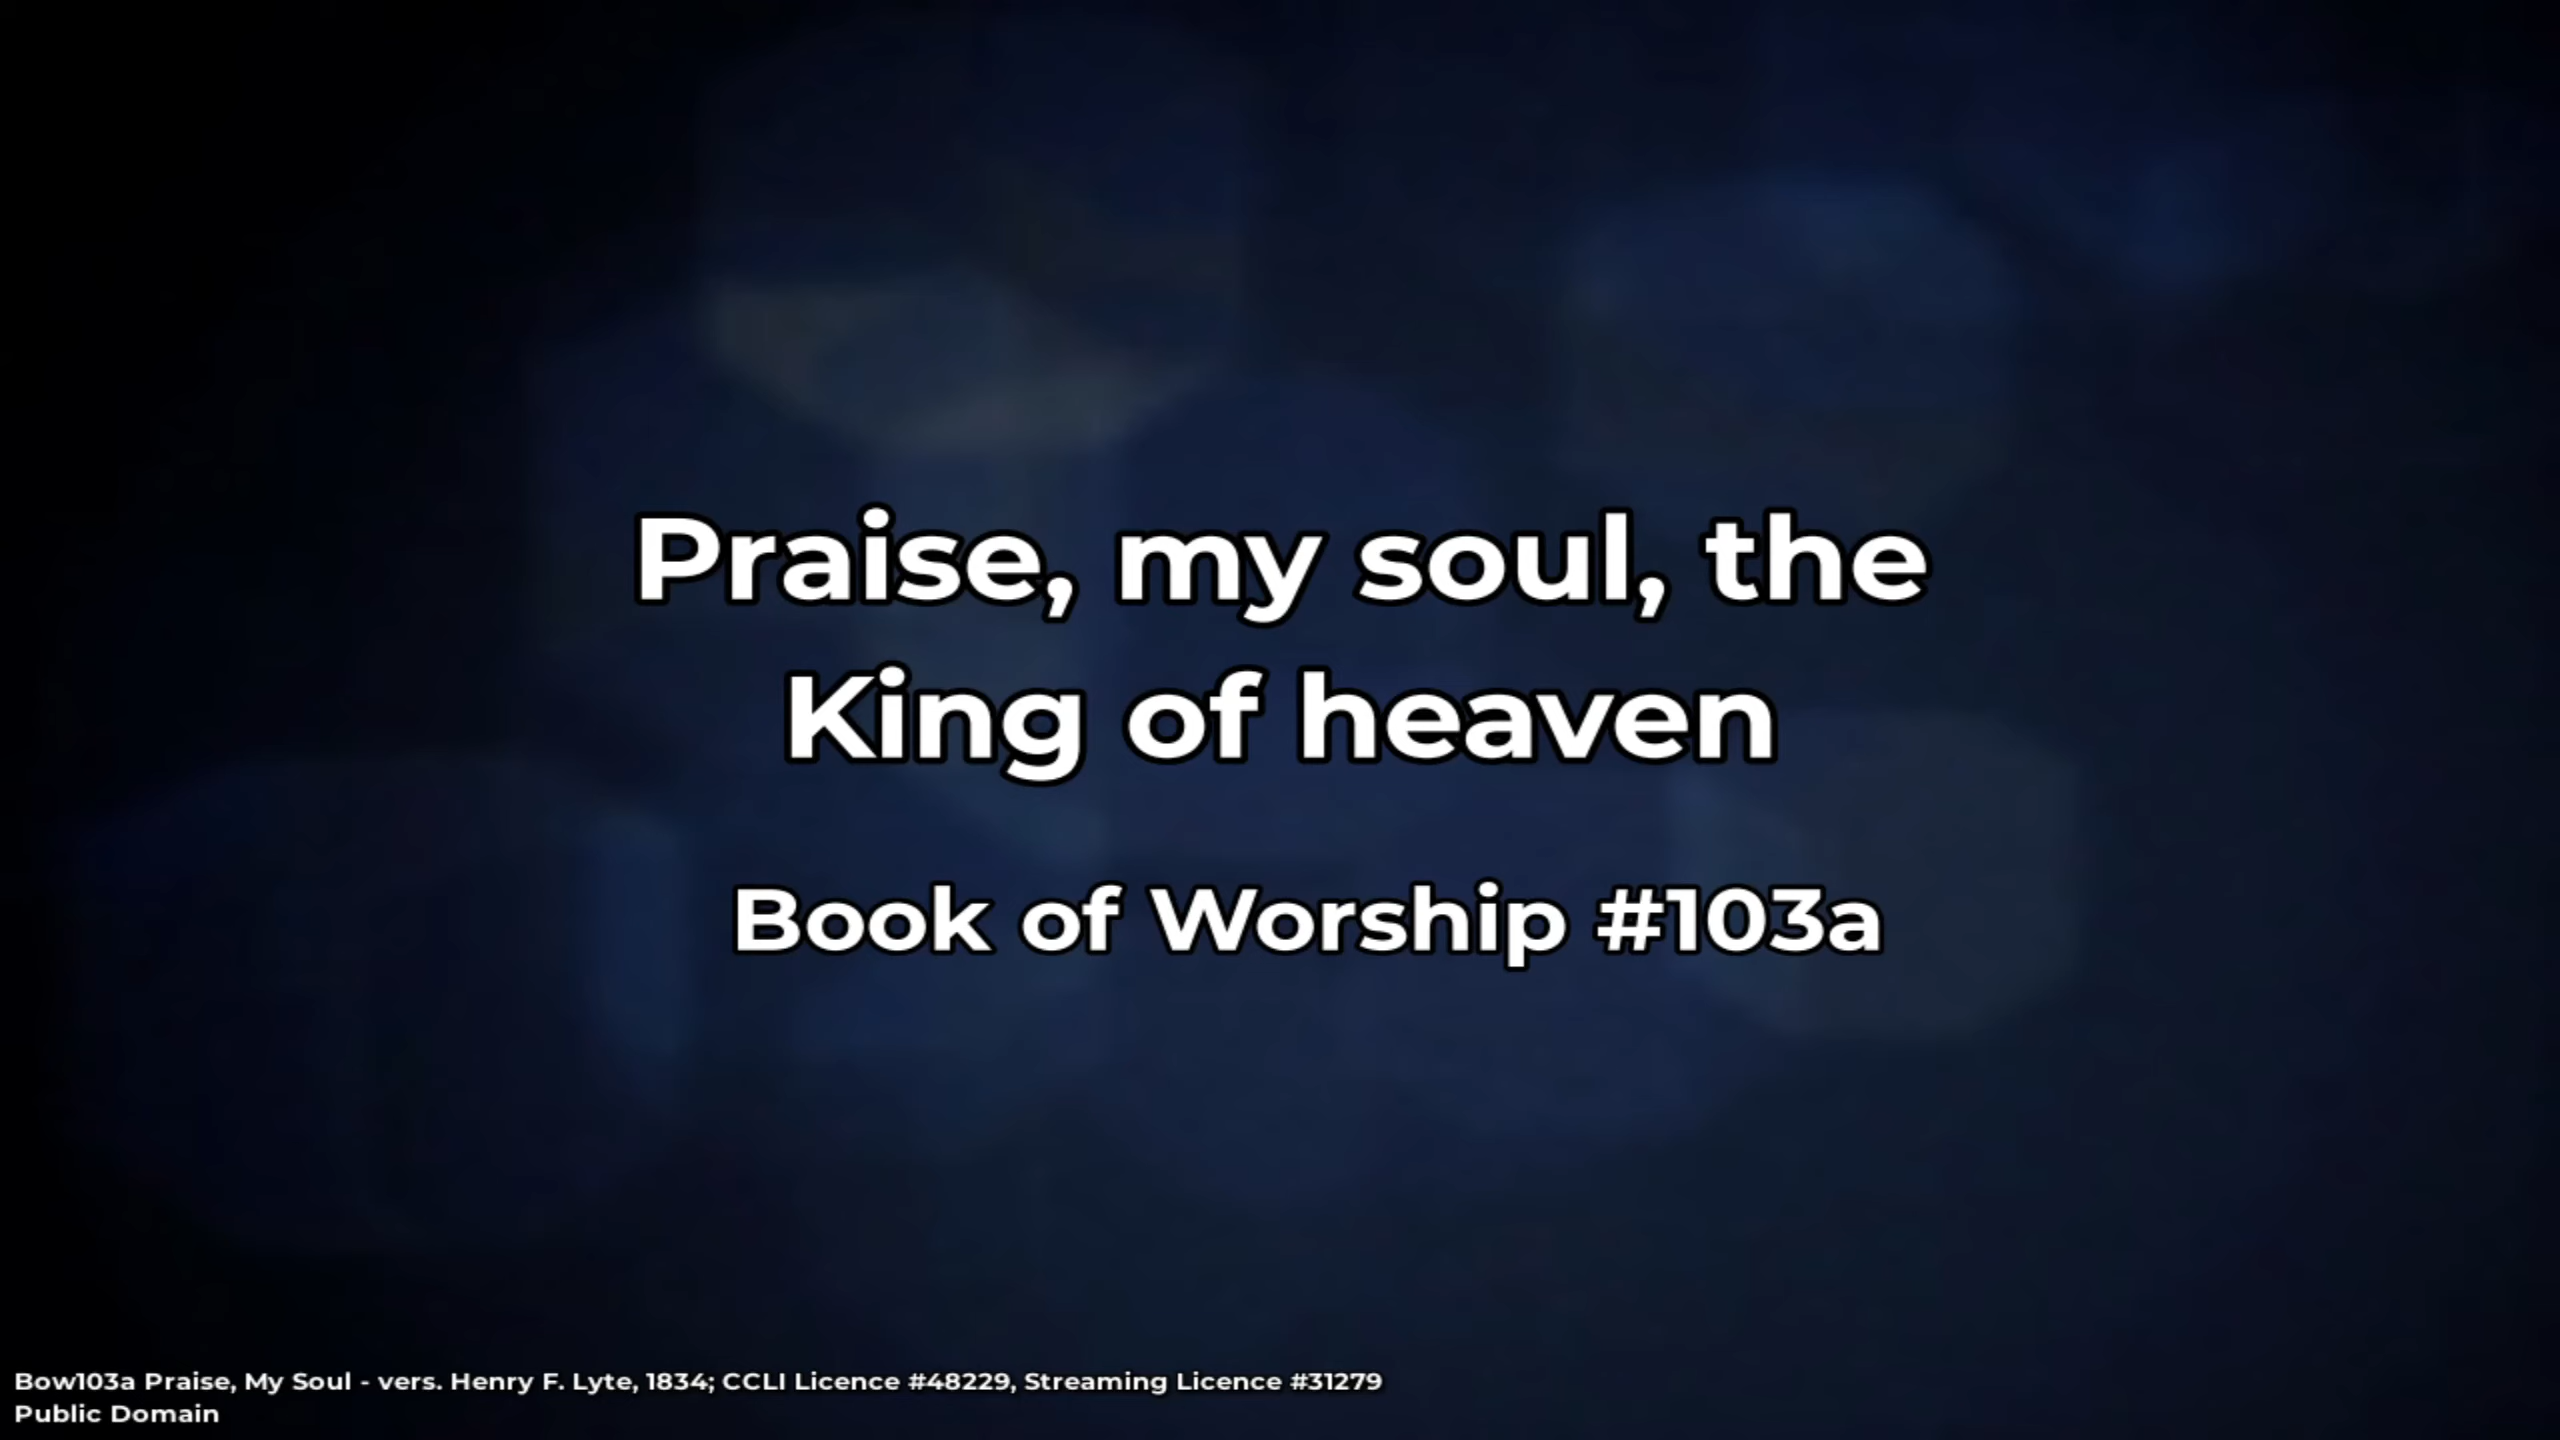 Praise, my soul, the
King of heaven
Book of Worship #103a
Bow103a Praise, My Soul - vers. Henry F. Lyte, 1834; CCLI Licence #48229, Streaming Licence #31279
Public Domain